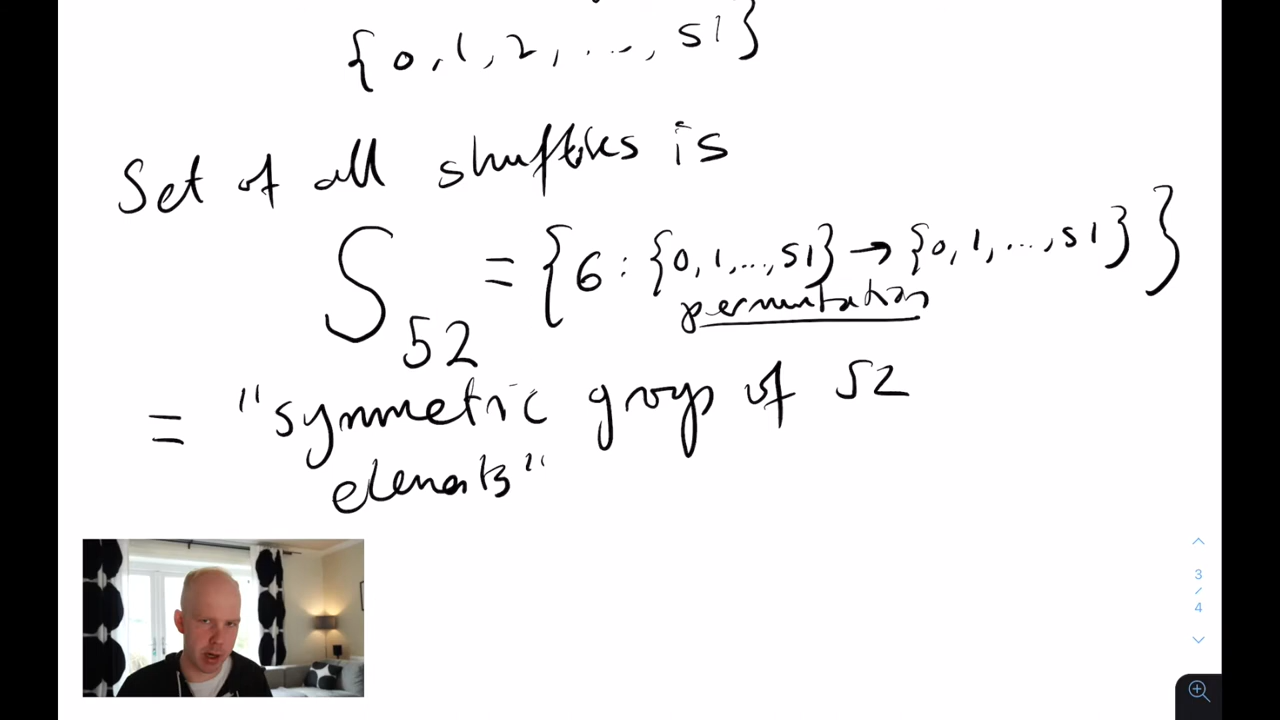 {0, 1, 2, ..., 51}
Set of all shuffles is
S₅₂ = {σ : {0, 1, ..., 51} → {0, 1, ..., 51}}
permutation
= "symmetric group of 52
elements"
3
/
4